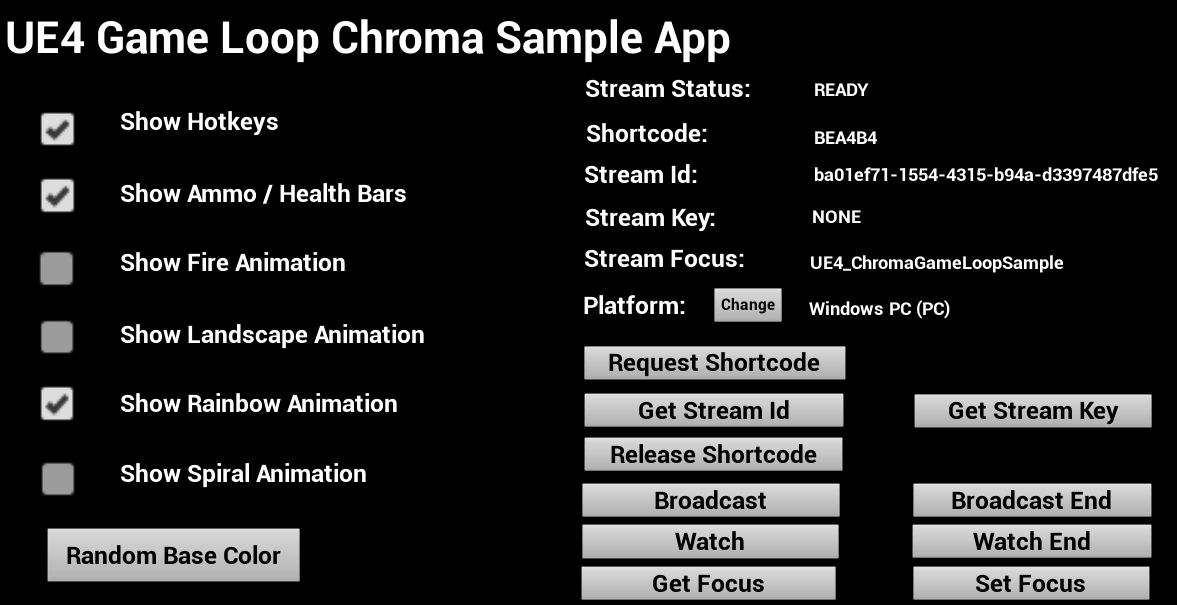 UE4 Game Loop Chroma Sample App
Show Hotkeys
Show Ammo / Health Bars
Show Fire Animation
Show Landscape Animation
Show Rainbow Animation
Show Spiral Animation
Random Base Color
Stream Status: READY
Shortcode: BEA4B4
Stream Id: ba01ef71-1554-4315-b94a-d3397487dfe5
Stream Key: NONE
Stream Focus: UE4_ChromaGameLoopSample
Platform: Change Windows PC (PC)
Request Shortcode
Get Stream Id Get Stream Key
Release Shortcode
Broadcast Broadcast End
Watch Watch End
Get Focus Set Focus